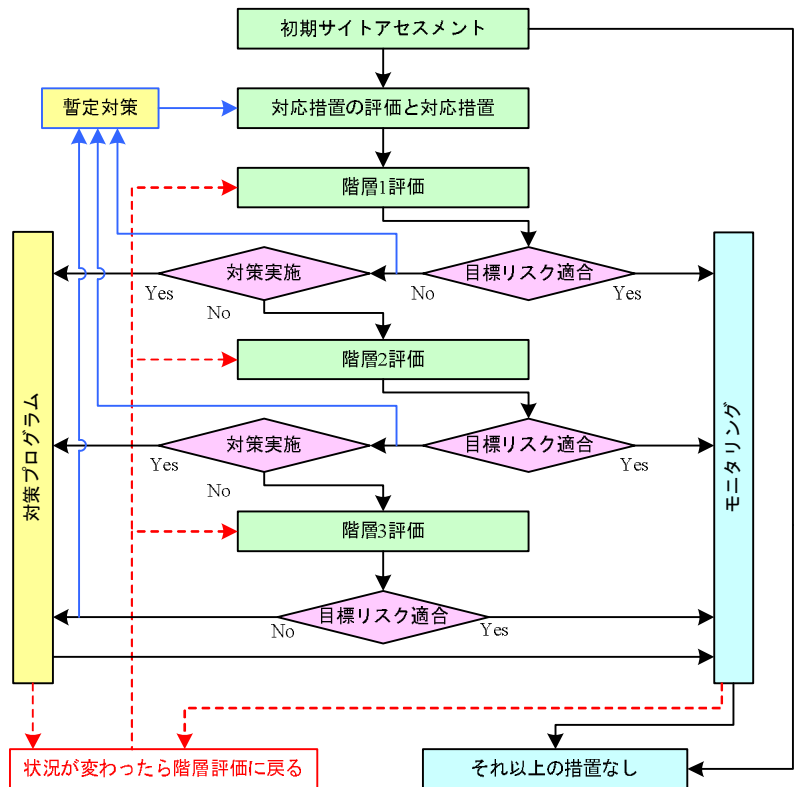 初期サイトアセスメント
暫定対策
対応措置の評価と対応措置
階層1評価
対策実施
目標リスク適合
Yes
No
No
Yes
階層2評価
対策実施
目標リスク適合
Yes
No
Yes
階層3評価
目標リスク適合
No
Yes
対策プログラム
モニタリング
状況が変わったら階層評価に戻る
それ以上の措置なし